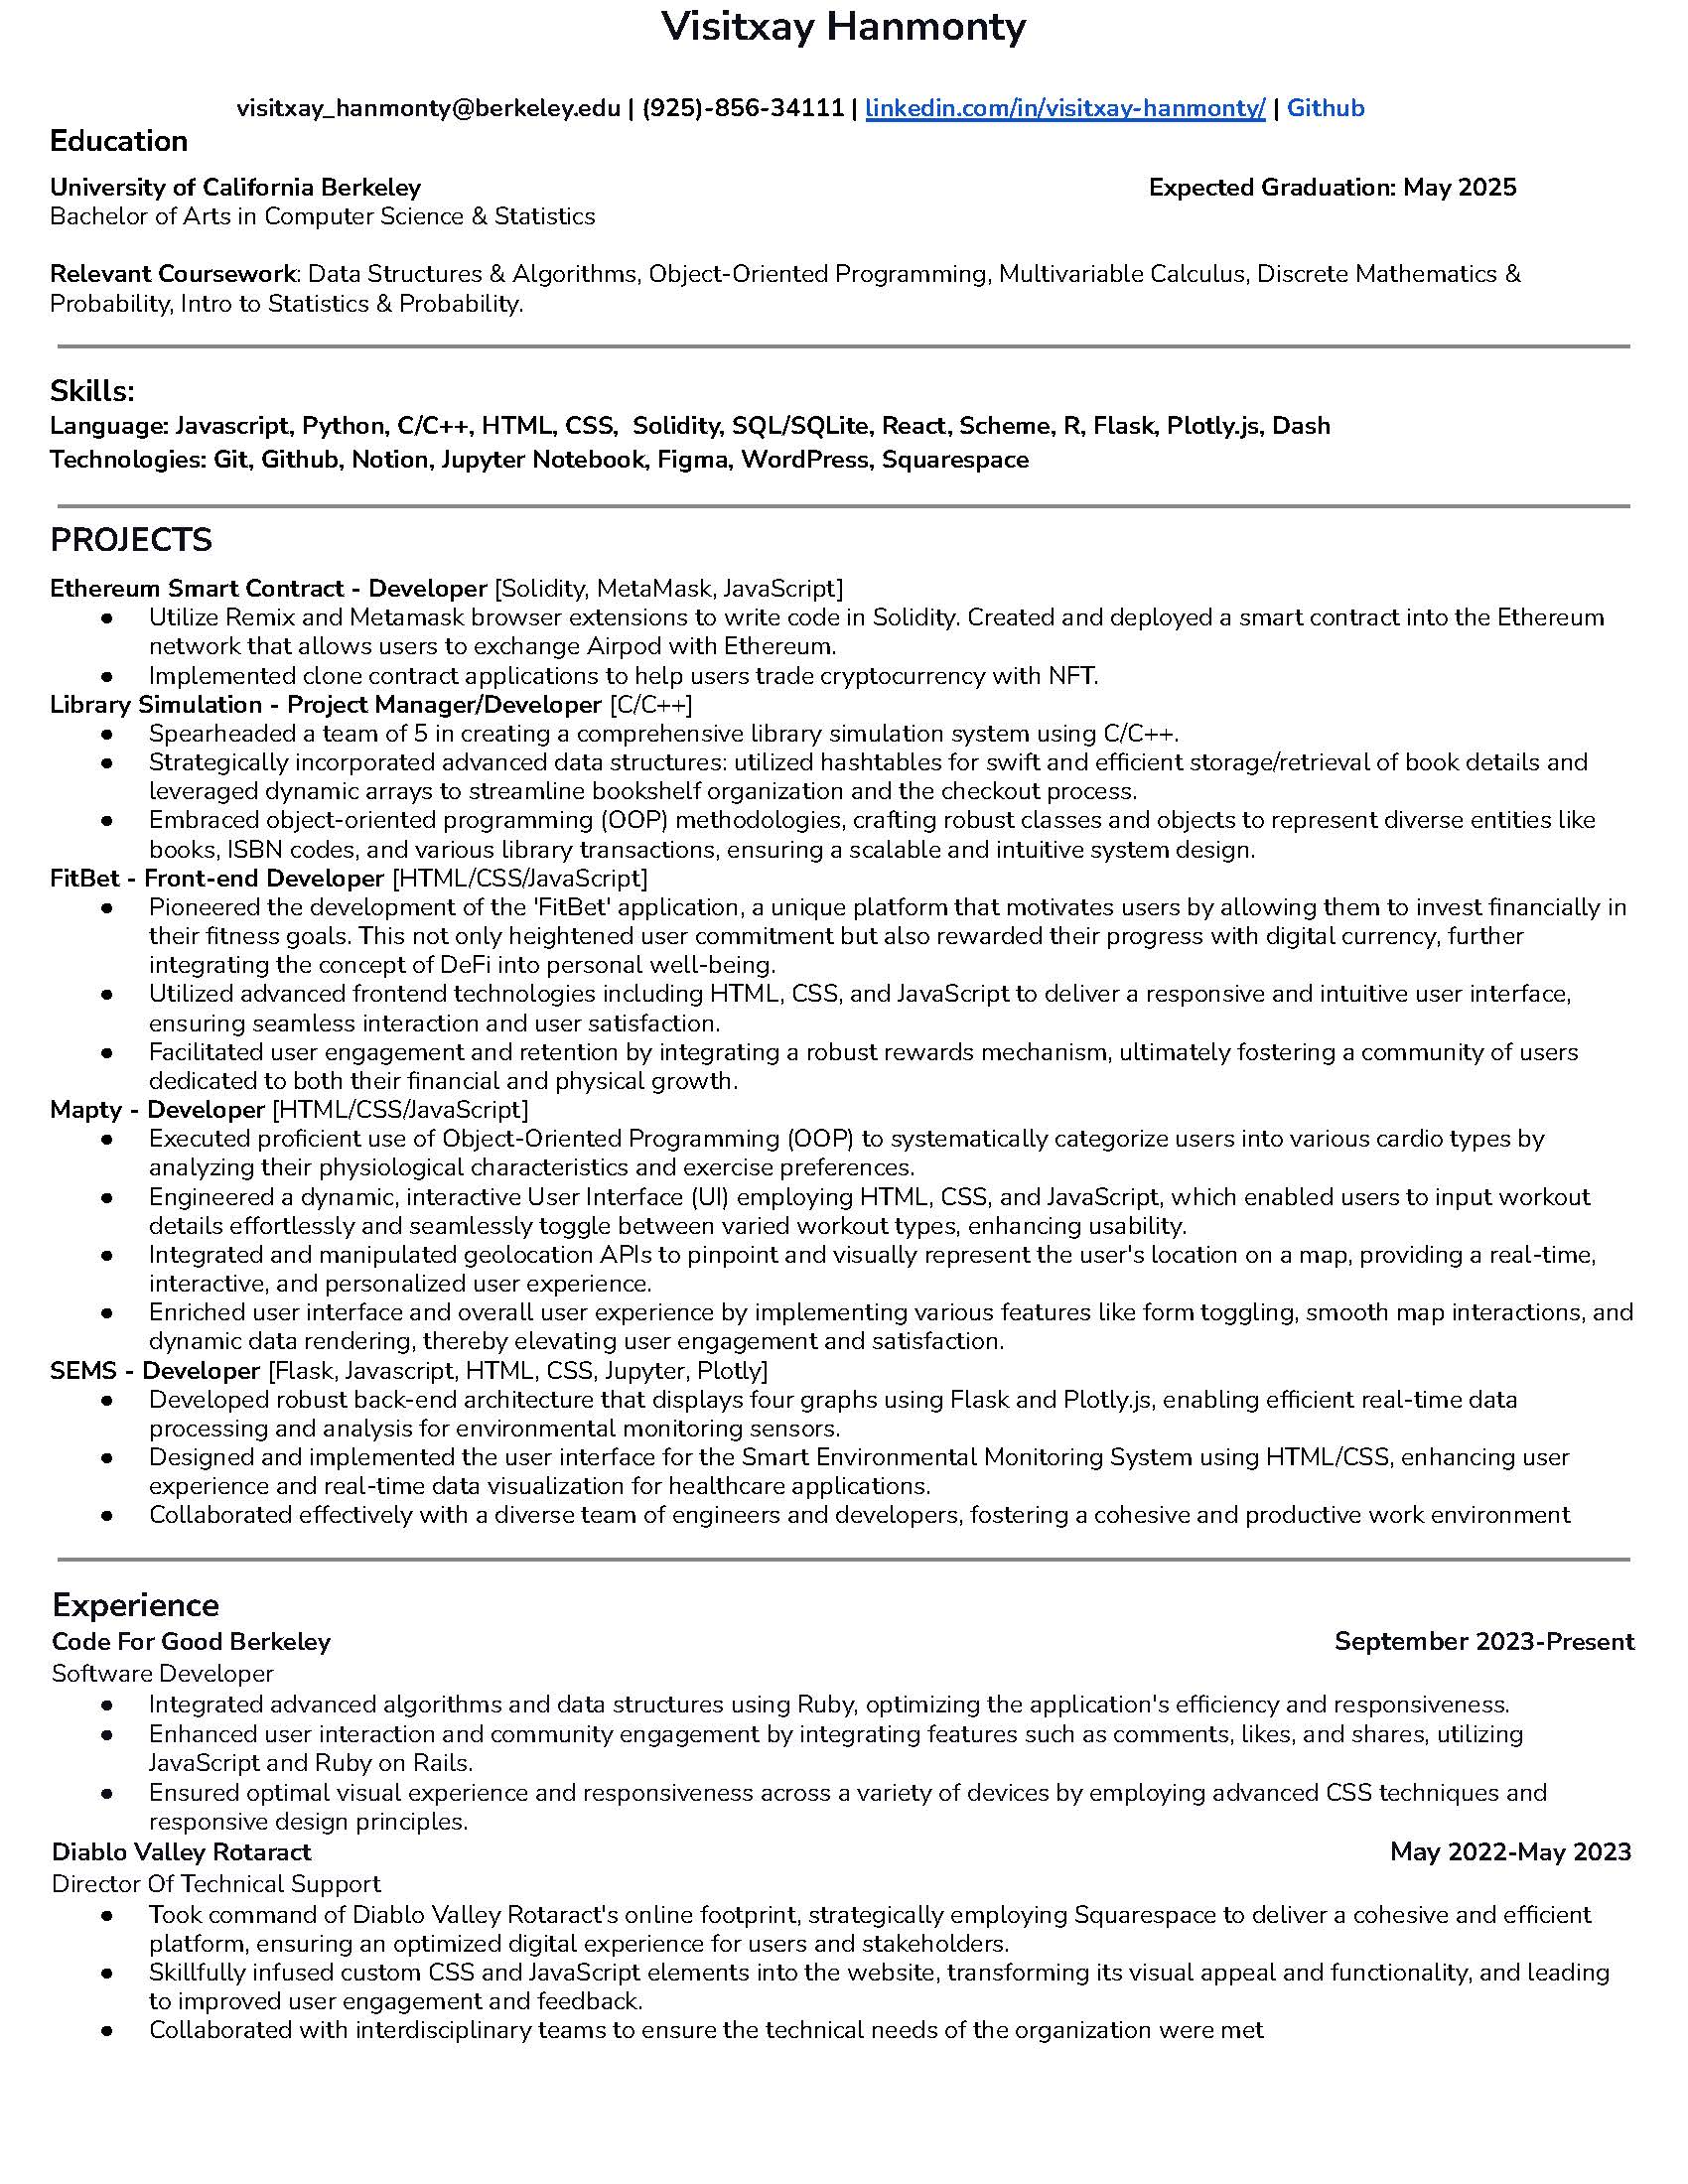 Visitxay Hanmonty
visitxay_hanmonty@berkeley.edu | (925)-856-34111 | linkedin.com/in/visitxay-hanmonty/ | Github
Education
University of California Berkeley Expected Graduation: May 2025
Bachelor of Arts in Computer Science & Statistics
Relevant Coursework: Data Structures & Algorithms, Object-Oriented Programming, Multivariable Calculus, Discrete Mathematics &
Probability, Intro to Statistics & Probability.
Skills:
Language: Javascript, Python, C/C++, HTML, CSS, Solidity, SQL/SQLite, React, Scheme, R, Flask, Plotly.js, Dash
Technologies: Git, Github, Notion, Jupyter Notebook, Figma, WordPress, Squarespace
PROJECTS
Ethereum Smart Contract - Developer [Solidity, MetaMask, JavaScript]
● Utilize Remix and Metamask browser extensions to write code in Solidity. Created and deployed a smart contract into the Ethereum
network that allows users to exchange Airpod with Ethereum.
● Implemented clone contract applications to help users trade cryptocurrency with NFT.
Library Simulation - Project Manager/Developer [C/C++]
● Spearheaded a team of 5 in creating a comprehensive library simulation system using C/C++.
● Strategically incorporated advanced data structures: utilized hashtables for swift and efficient storage/retrieval of book details and
leveraged dynamic arrays to streamline bookshelf organization and the checkout process.
● Embraced object-oriented programming (OOP) methodologies, crafting robust classes and objects to represent diverse entities like
books, ISBN codes, and various library transactions, ensuring a scalable and intuitive system design.
FitBet - Front-end Developer [HTML/CSS/JavaScript]
● Pioneered the development of the 'FitBet' application, a unique platform that motivates users by allowing them to invest financially in
their fitness goals. This not only heightened user commitment but also rewarded their progress with digital currency, further
integrating the concept of DeFi into personal well-being.
● Utilized advanced frontend technologies including HTML, CSS, and JavaScript to deliver a responsive and intuitive user interface,
ensuring seamless interaction and user satisfaction.
● Facilitated user engagement and retention by integrating a robust rewards mechanism, ultimately fostering a community of users
dedicated to both their financial and physical growth.
Mapty - Developer [HTML/CSS/JavaScript]
● Executed proficient use of Object-Oriented Programming (OOP) to systematically categorize users into various cardio types by
analyzing their physiological characteristics and exercise preferences.
● Engineered a dynamic, interactive User Interface (UI) employing HTML, CSS, and JavaScript, which enabled users to input workout
details effortlessly and seamlessly toggle between varied workout types, enhancing usability.
● Integrated and manipulated geolocation APIs to pinpoint and visually represent the user's location on a map, providing a real-time,
interactive, and personalized user experience.
● Enriched user interface and overall user experience by implementing various features like form toggling, smooth map interactions, and
dynamic data rendering, thereby elevating user engagement and satisfaction.
SEMS - Developer [Flask, Javascript, HTML, CSS, Jupyter, Plotly]
● Developed robust back-end architecture that displays four graphs using Flask and Plotly.js, enabling efficient real-time data
processing and analysis for environmental monitoring sensors.
● Designed and implemented the user interface for the Smart Environmental Monitoring System using HTML/CSS, enhancing user
experience and real-time data visualization for healthcare applications.
● Collaborated effectively with a diverse team of engineers and developers, fostering a cohesive and productive work environment
Experience
Code For Good Berkeley September 2023-Present
Software Developer
● Integrated advanced algorithms and data structures using Ruby, optimizing the application's efficiency and responsiveness.
● Enhanced user interaction and community engagement by integrating features such as comments, likes, and shares, utilizing
JavaScript and Ruby on Rails.
● Ensured optimal visual experience and responsiveness across a variety of devices by employing advanced CSS techniques and
responsive design principles.
Diablo Valley Rotaract May 2022-May 2023
Director Of Technical Support
● Took command of Diablo Valley Rotaract's online footprint, strategically employing Squarespace to deliver a cohesive and efficient
platform, ensuring an optimized digital experience for users and stakeholders.
● Skillfully infused custom CSS and JavaScript elements into the website, transforming its visual appeal and functionality, and leading
to improved user engagement and feedback.
● Collaborated with interdisciplinary teams to ensure the technical needs of the organization were met